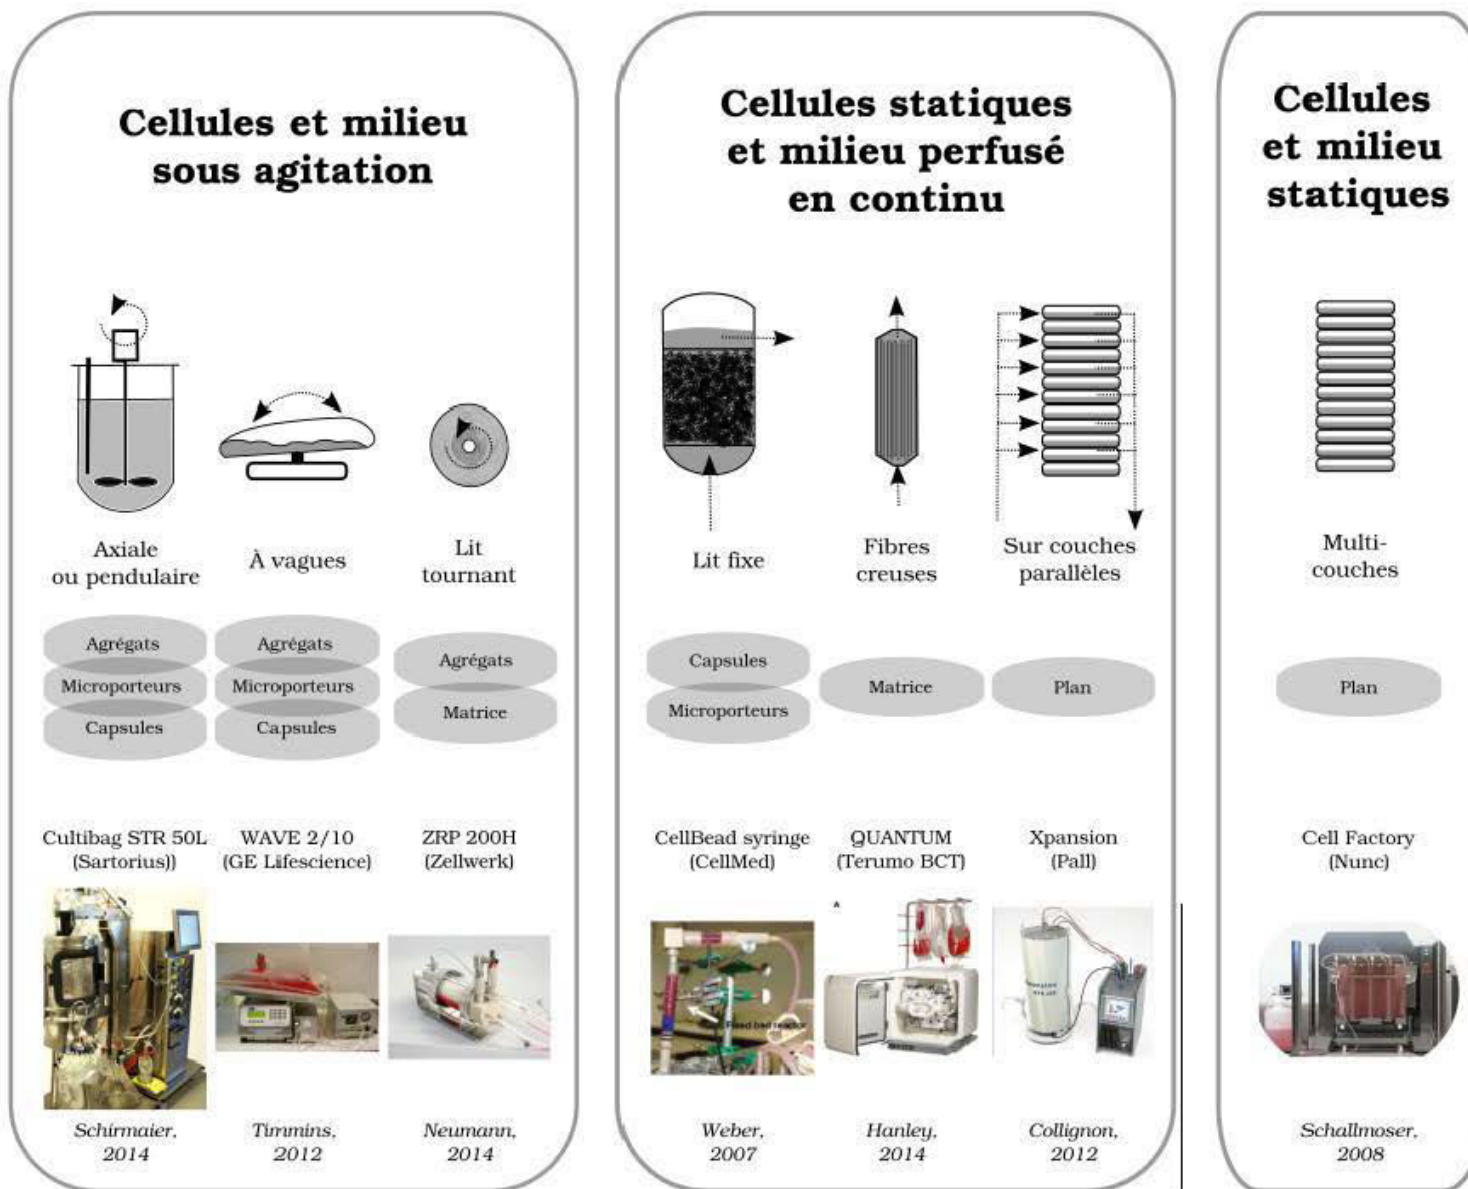 Cellules et milieu
sous agitation
Axiale
ou pendulaire
À vagues
Lit
tournant
Agrégats
Microporteurs
Capsules
Agrégats
Microporteurs
Capsules
Agrégats
Matrice
Cultibag STR 50L
(Sartorius))
WAVE 2/10
(GE Lifescience)
ZRP 200H
(Zellwerk)
Schirmaier,
2014
Timmins,
2012
Neumann,
2014
Cellules statiques
et milieu perfusé
en continu
Lit fixe
Fibres
creuses
Sur couches
parallèles
Capsules
Microporteurs
Matrice
Plan
CellBead syringe
(CellMed)
QUANTUM
(Terumo BCT)
Xpansion
(Pall)
A
bed reactor
Weber,
2007
Hanley,
2014
Collignon,
2012
Cellules
et milieu
statiques
Multi-
couches
Plan
Cell Factory
(Nunc)
Schallmoser,
2008